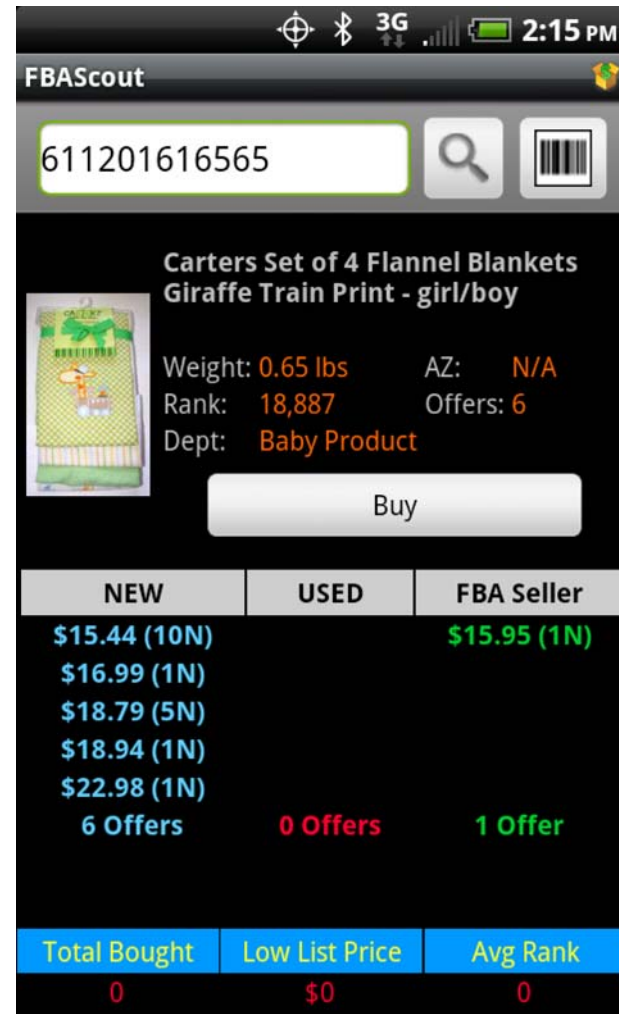 3G 2:15 PM
FBAScout
611201616565
Carters Set of 4 Flannel Blankets
Giraffe Train Print - girl/boy
Weight: 0.65 lbs AZ: N/A
Rank: 18,887 Offers: 6
Dept: Baby Product
Buy
NEW USED FBA Seller
$15.44 (10N) $15.95 (1N)
$16.99 (1N)
$18.79 (5N)
$18.94 (1N)
$22.98 (1N)
6 Offers 0 Offers 1 Offer
Total Bought Low List Price Avg Rank
0 $0 0